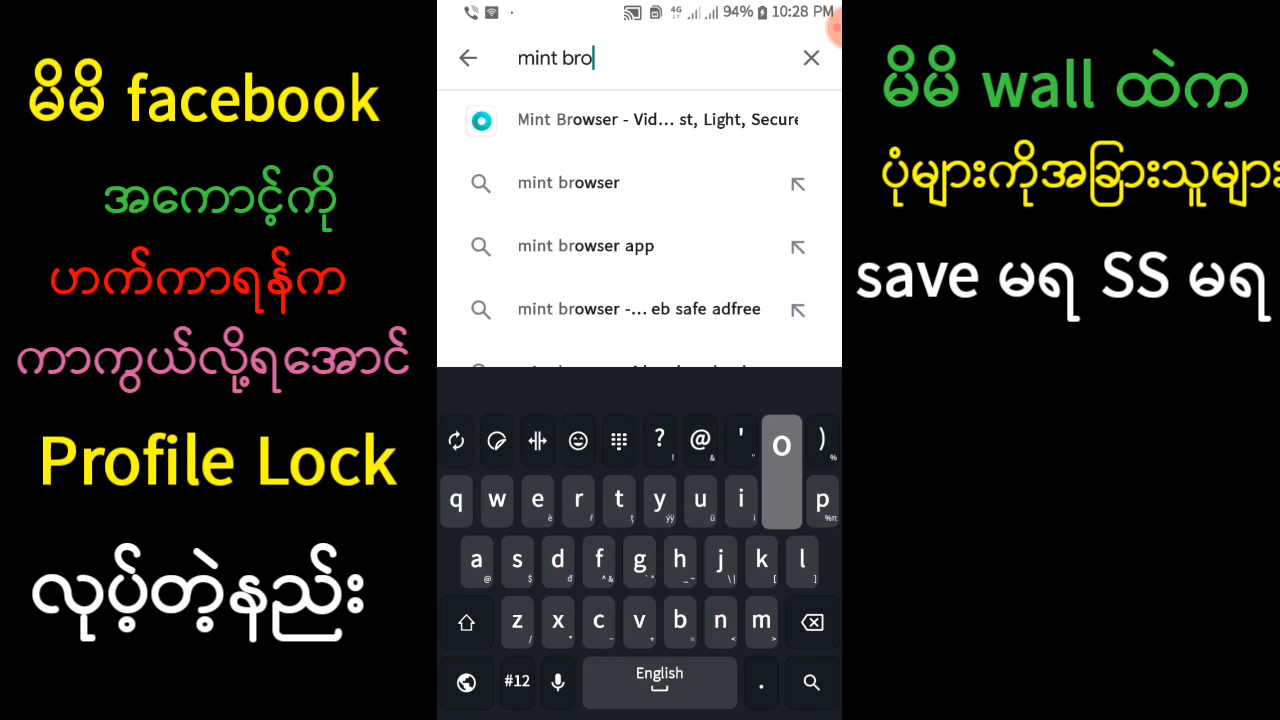 မိမိ facebook
အကောင့်ကို
ဟက်ကာရန်က
ကာကွယ်လို့ရအောင်
Profile Lock
လုပ့်တဲ့နည်း
4G 94% 10:28 PM
mint bro
Mint Browser - Vid... st, Light, Secure
mint browser
mint browser app
mint browser -... eb safe adfree
? @ ' o )
q w e r t y u i p
a s d f g h j k l
z x c v b n m
#12 English .
မိမိ wall ထဲက
ပုံများကိုအခြားသူများ
save မရ SS မရ